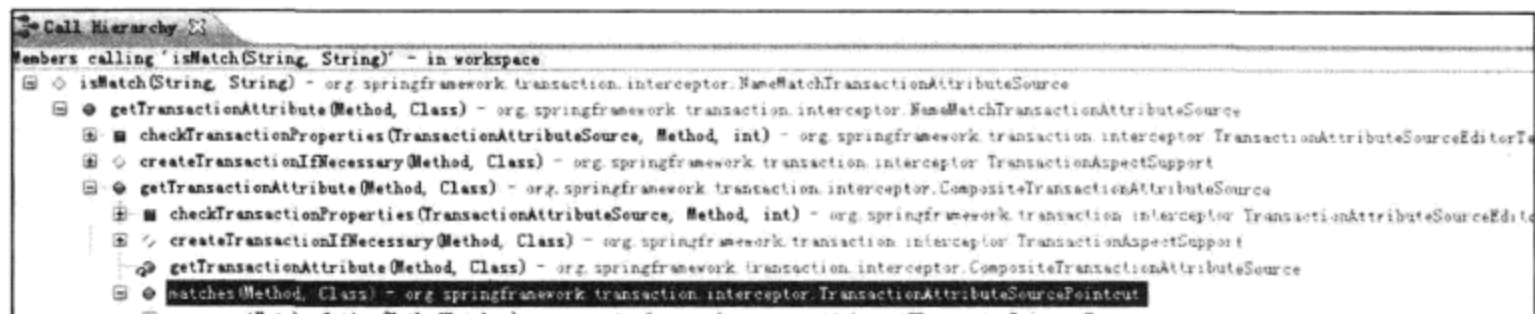 Call Hierarchy
Members calling 'isMatch(String, String)' - in workspace
isMatch(String, String) - org.springframework.transaction.interceptor.NameMatchTransactionAttributeSource
getTransactionAttribute(Method, Class) - org.springframework.transaction.interceptor.NameMatchTransactionAttributeSource
checkTransactionProperties(TransactionAttributeSource, Method, int) - org.springframework.transaction.interceptor.TransactionAttributeSourceEditorTe
createTransactionIfNecessary(Method, Class) - org.springframework.transaction.interceptor.TransactionAspectSupport
getTransactionAttribute(Method, Class) - org.springframework.transaction.interceptor.CompositeTransactionAttributeSource
checkTransactionProperties(TransactionAttributeSource, Method, int) - org.springframework.transaction.interceptor.TransactionAttributeSourceEdito
createTransactionIfNecessary(Method, Class) - org.springframework.transaction.interceptor.TransactionAspectSupport
getTransactionAttribute(Method, Class) - org.springframework.transaction.interceptor.CompositeTransactionAttributeSource
matches(Method, Class) - org.springframework.transaction.interceptor.TransactionAttributeSourcePointcut